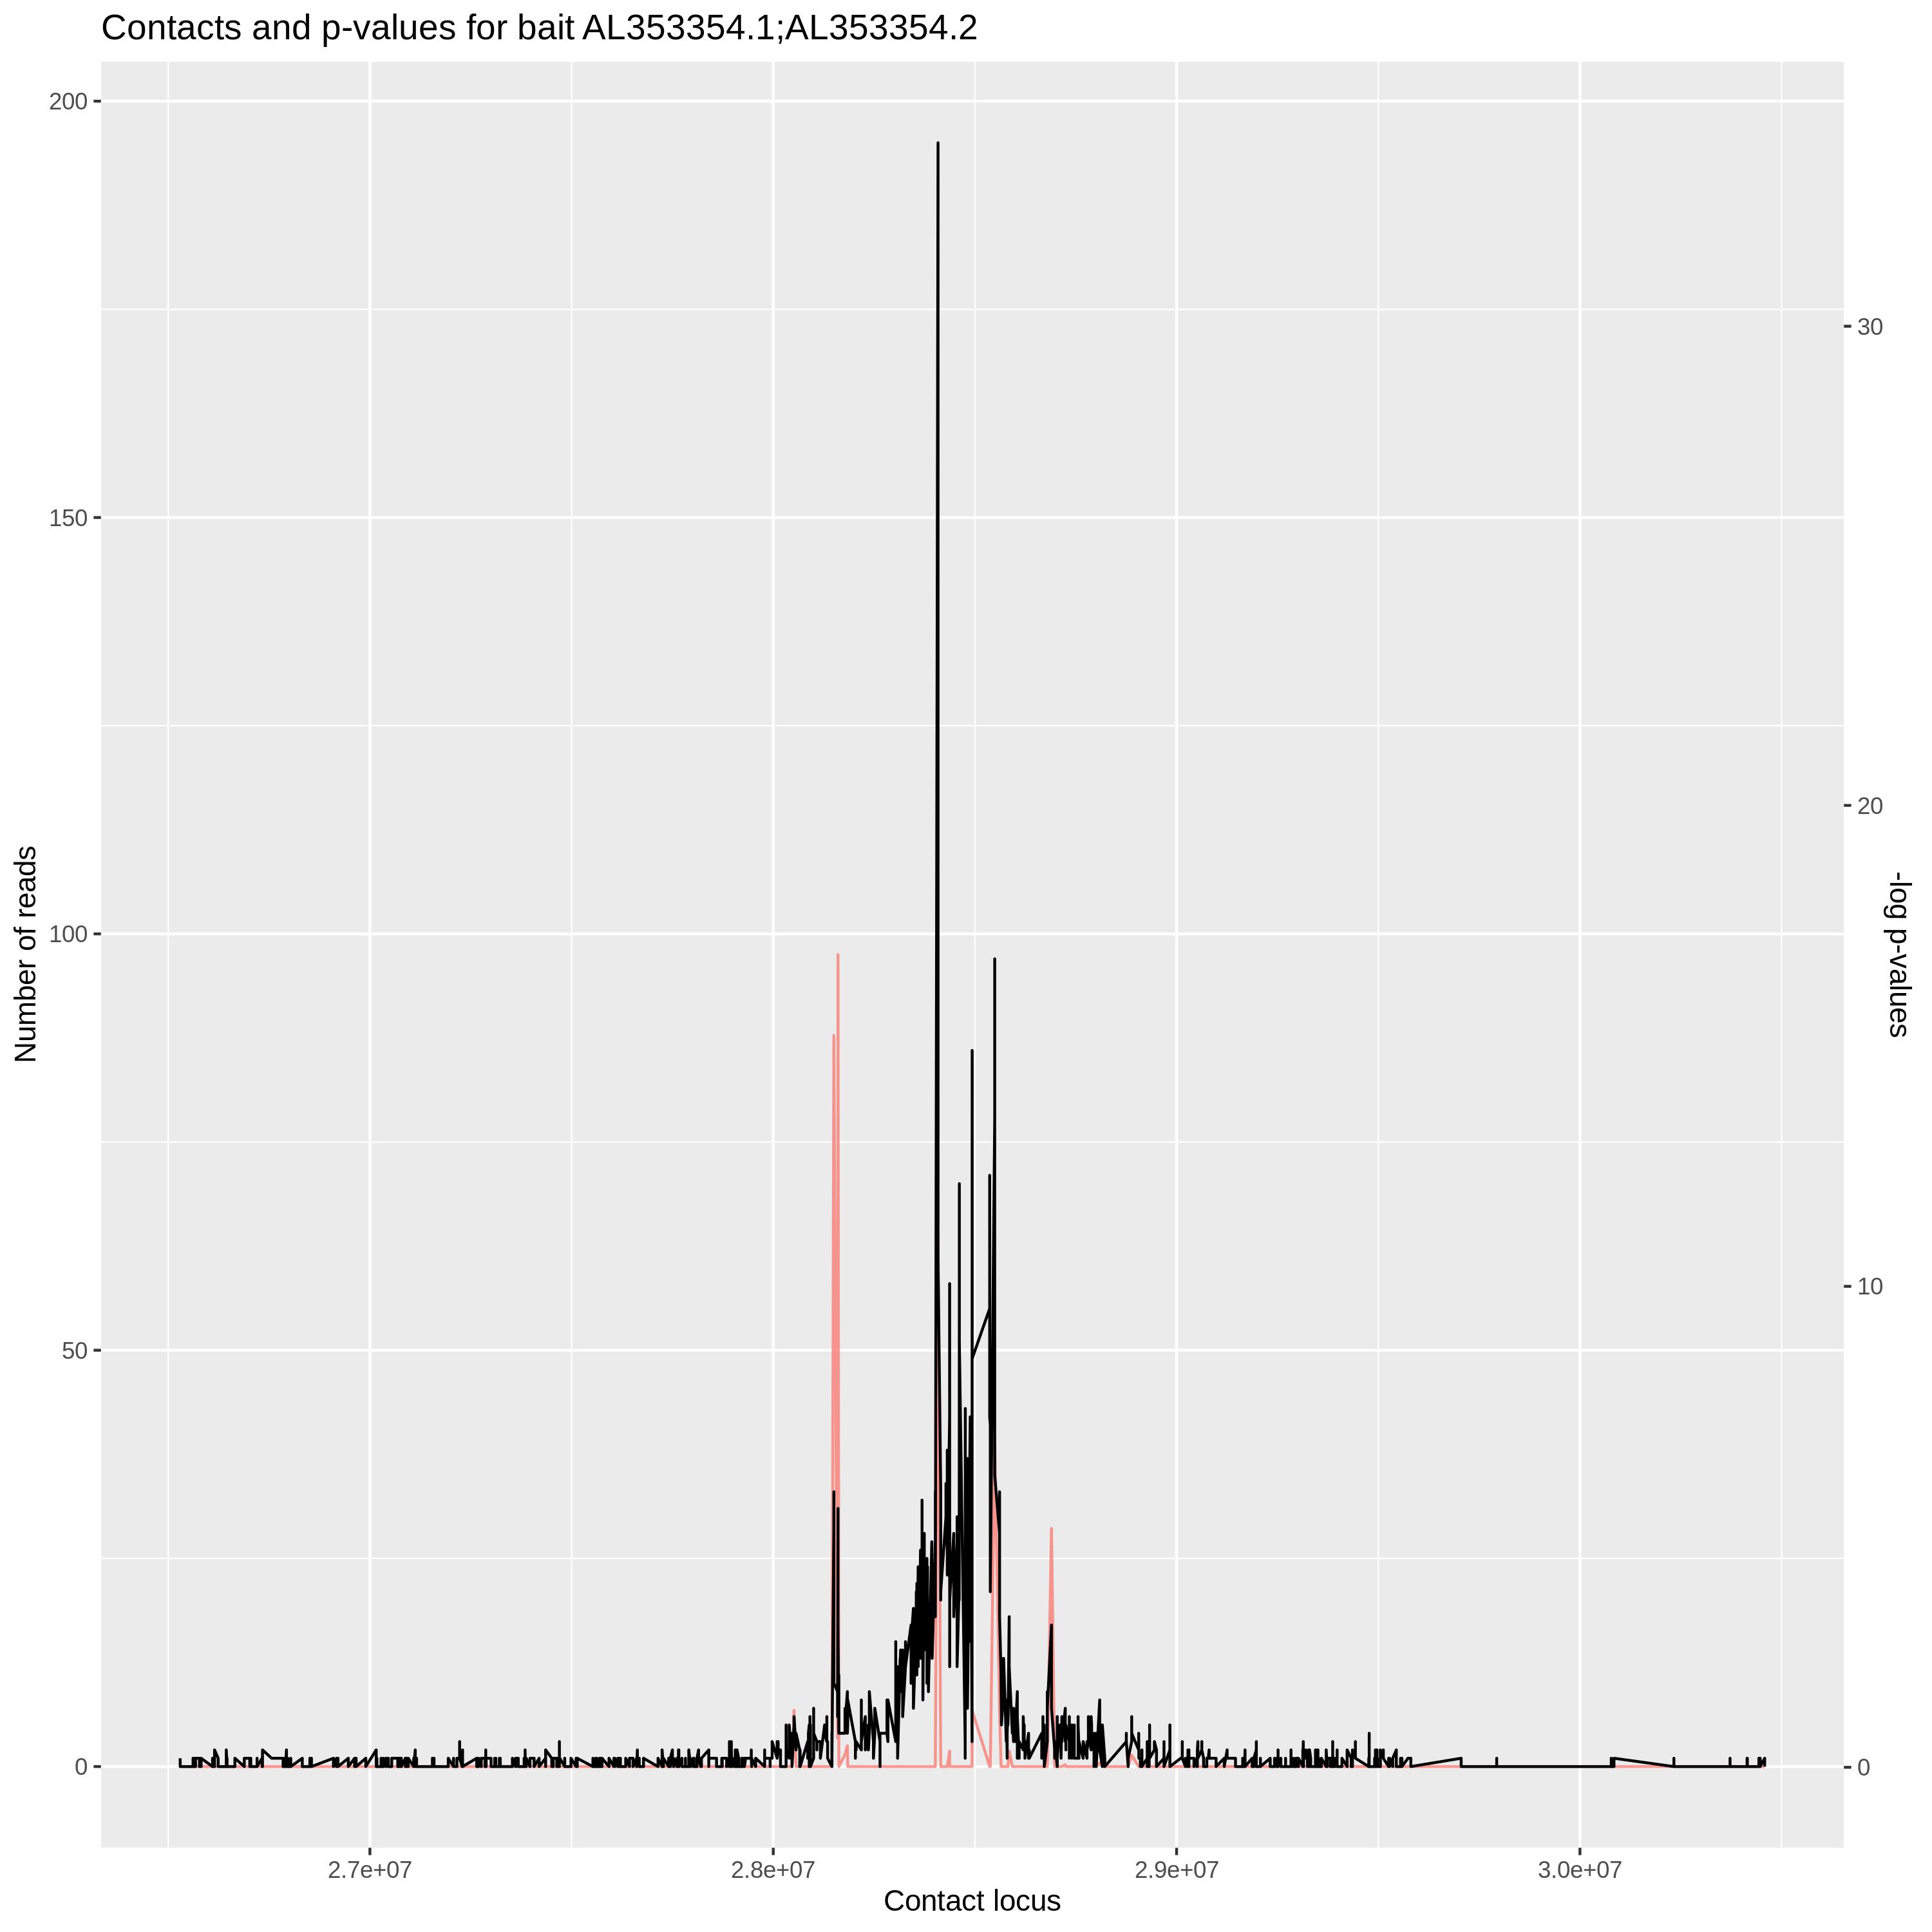 Contacts and p-values for bait AL353354.1;AL353354.2
200
150
100
50
0
Number of reads
30
20
10
0
-log p-values
2.7e+07
2.8e+07
2.9e+07
3.0e+07
Contact locus